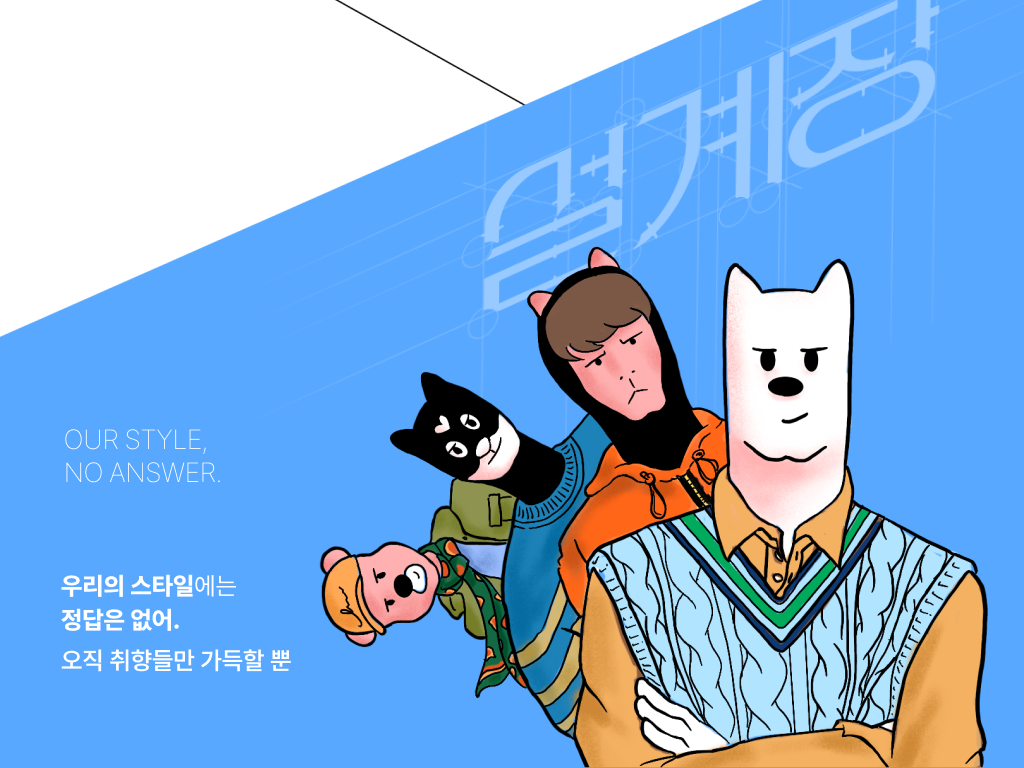 설계장
OUR STYLE,
NO ANSWER.
우리의 스타일에는
정답은 없어.
오직 취향들만 가득할 뿐